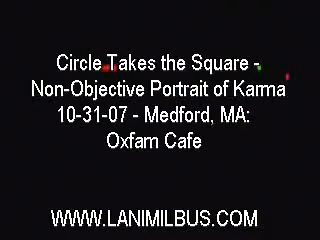 Circle Takes the Square -
Non-Objective Portrait of Karma
10-31-07 - Medford, MA:
Oxfam Cafe
WWW.LANIMILBUS.COM